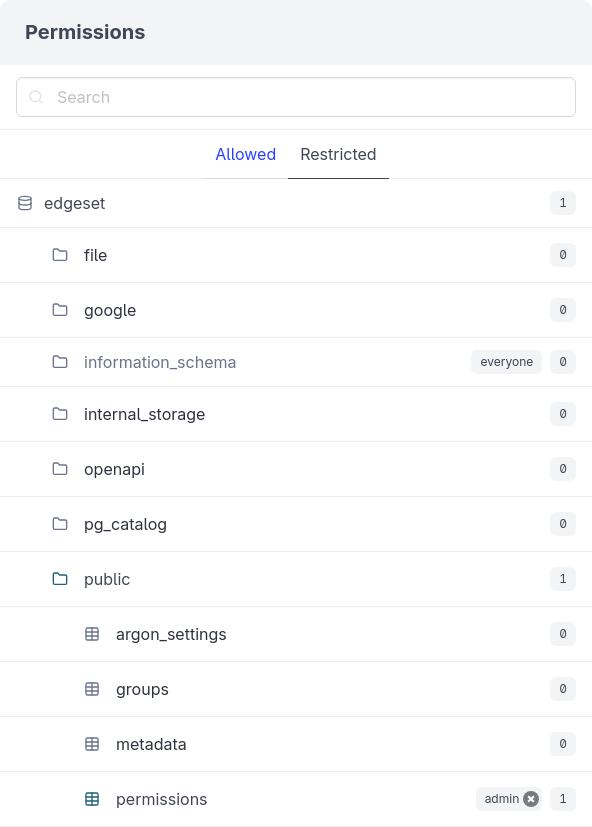 Permissions
Search
Allowed Restricted
edgeset 1
file 0
google 0
information_schema everyone 0
internal_storage 0
openapi 0
pg_catalog 0
public 1
argon_settings 0
groups 0
metadata 0
permissions admin 1